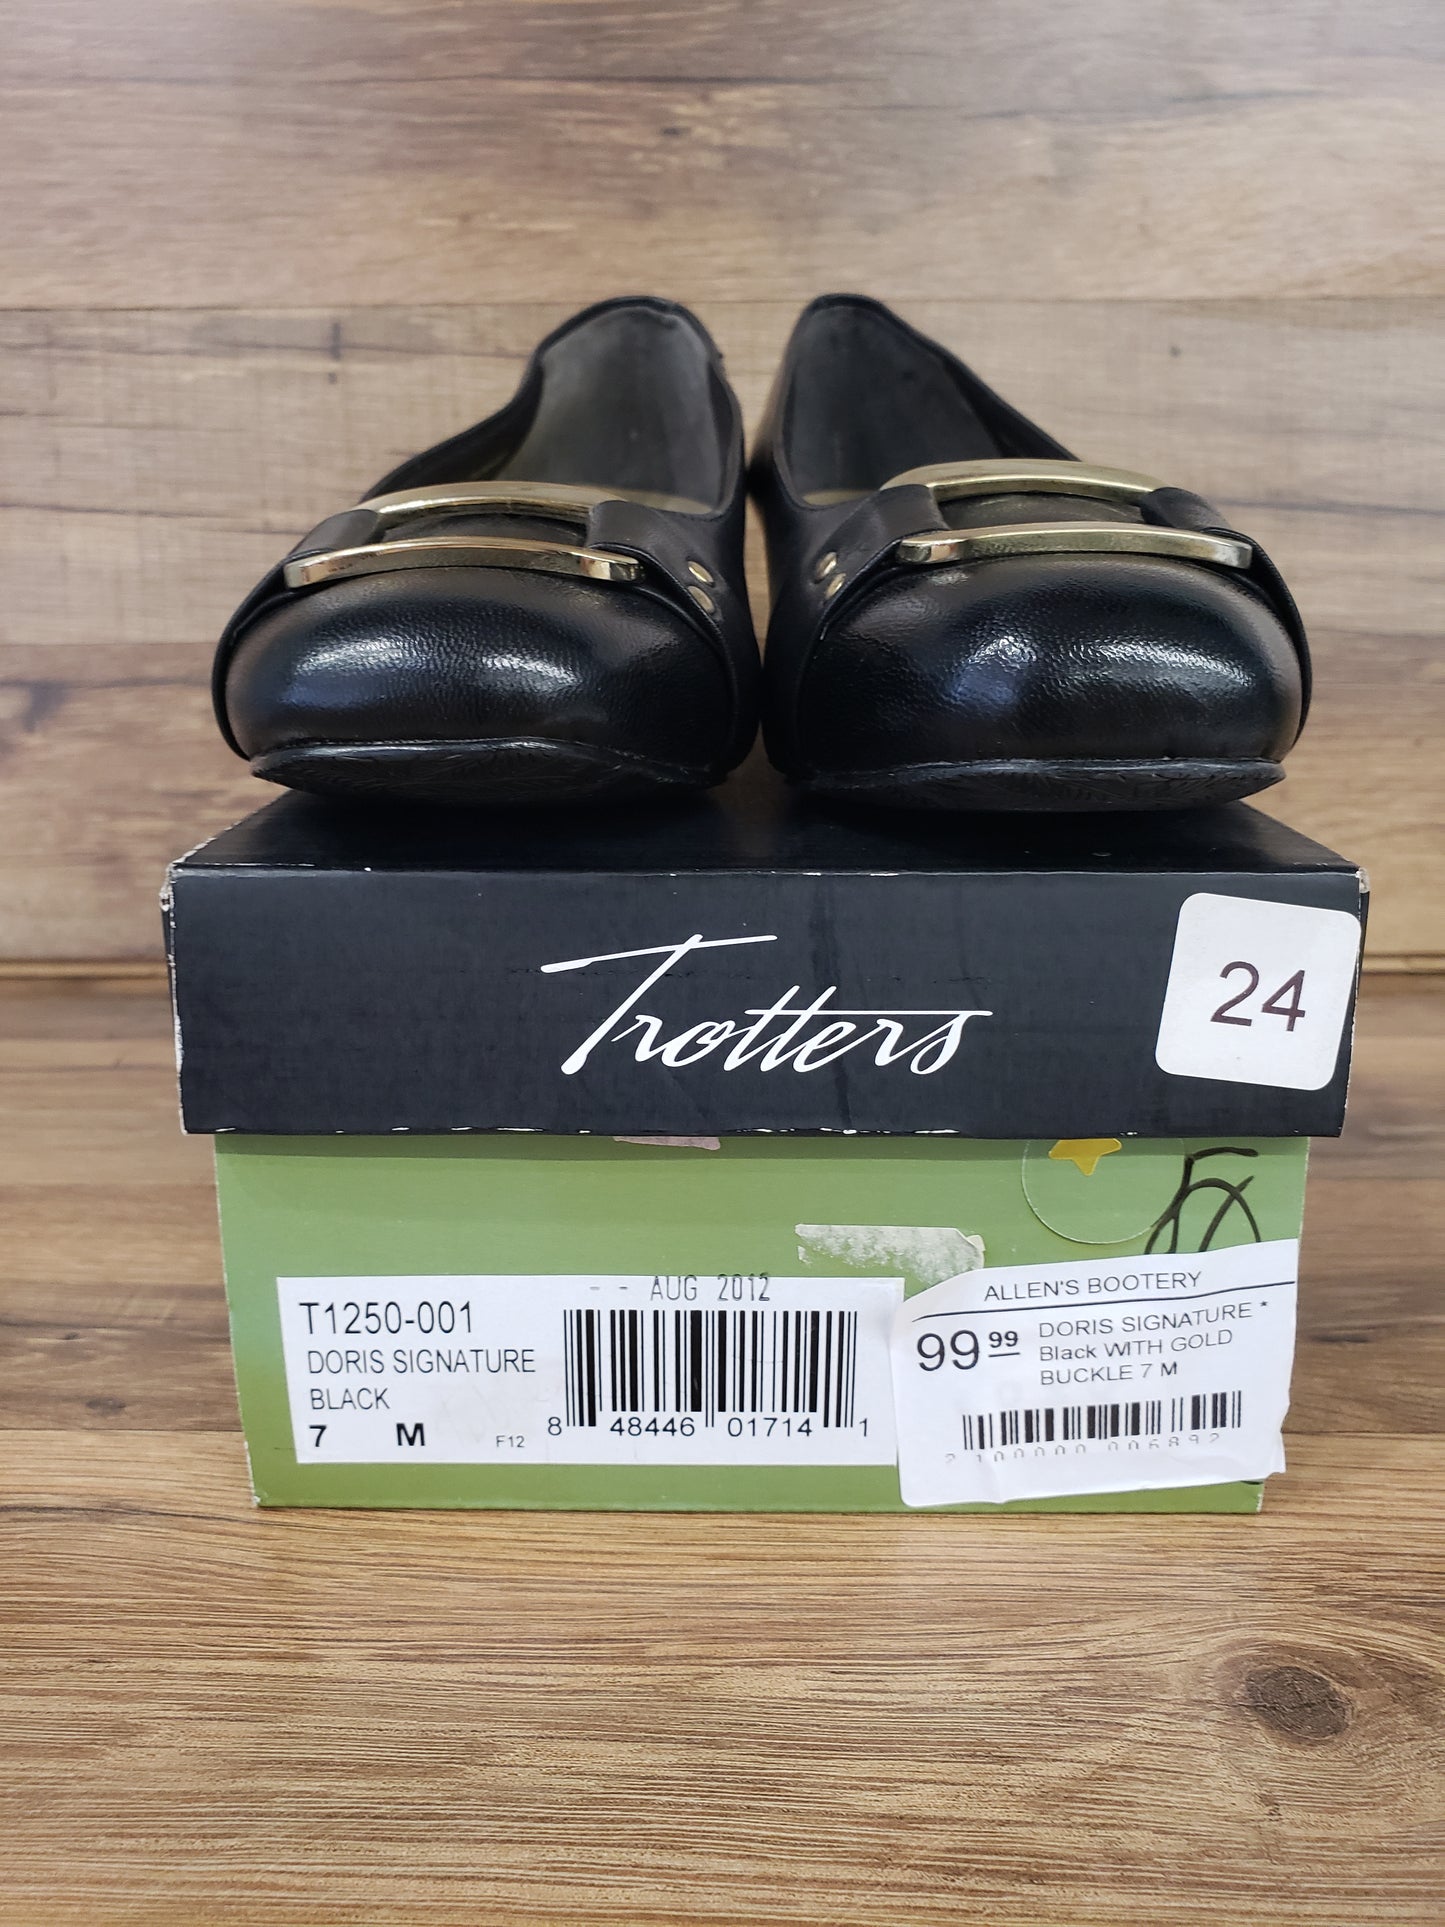 Trotters
24
- - AUG 2012
T1250-001
DORIS SIGNATURE
BLACK
7 M F12
8 48446 01714 1
ALLEN'S BOOTERY
99 99
DORIS SIGNATURE *
Black WITH GOLD
BUCKLE 7 M